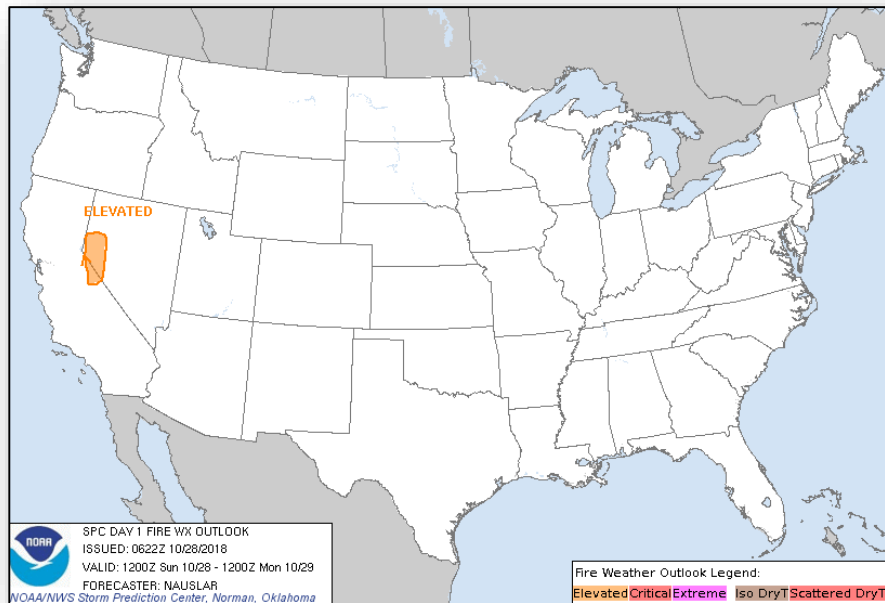 ELEVATED
NOAA
SPC DAY 1 FIRE WX OUTLOOK
ISSUED: 0622Z 10/28/2018
VALID: 1200Z Sun 10/28 - 1200Z Mon 10/29
FORECASTER: NAUSLAR
NOAA/NWS Storm Prediction Center, Norman, Oklahoma
Fire Weather Outlook Legend:
Elevated Critical Extreme Iso DryT Scattered DryT